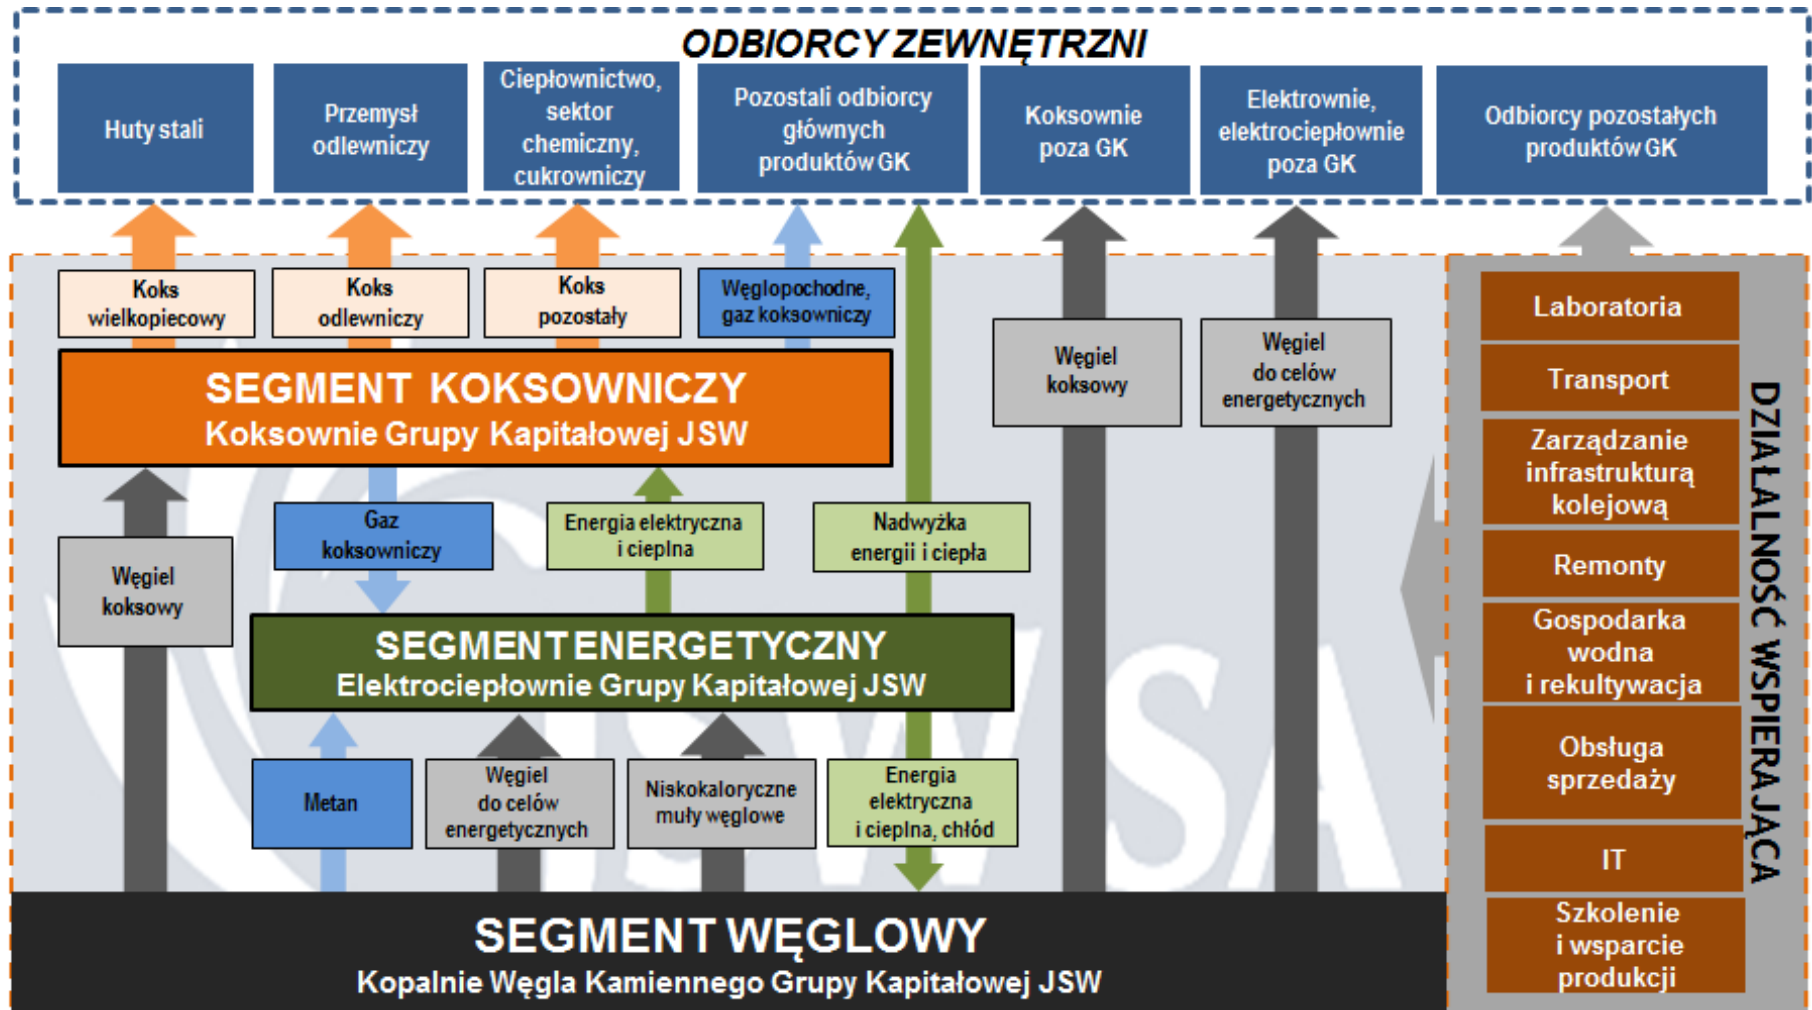 ODBIORCY ZEWNĘTRZNI
Huty stali
Przemysł
odlewniczy
Ciepłownictwo,
sektor
chemiczny,
cukrowniczy
Pozostali odbiorcy
głównych
produktów GK
Koksownie
poza GK
Elektrownie,
elektrociepłownie
poza GK
Odbiorcy pozostałych
produktów GK
Koks
wielkopiecowy
Koks
odlewniczy
Koks
pozostały
Węglopochodne,
gaz koksowniczy
Węgiel
koksowy
Węgiel
do celów
energetycznych
SEGMENT KOKSOWNICZY
Koksownie Grupy Kapitałowej JSW
Węgiel
koksowy
Gaz
koksowniczy
Energia elektryczna
i cieplna
Nadwyżka
energii i ciepła
SEGMENT ENERGETYCZNY
Elektrociepłownie Grupy Kapitałowej JSW
Metan
Węgiel
do celów
energetycznych
Niskokaloryczne
muły węglowe
Energia
elektryczna
i cieplna, chłód
SEGMENT WĘGLOWY
Kopalnie Węgla Kamiennego Grupy Kapitałowej JSW
JSW SA
DZIAŁALNOŚĆ WSPIERAJĄCA
Laboratoria
Transport
Zarządzanie
infrastrukturą
kolejową
Remonty
Gospodarka
wodna
i rekultywacja
Obsługa
sprzedaży
IT
Szkolenie
i wsparcie
produkcji